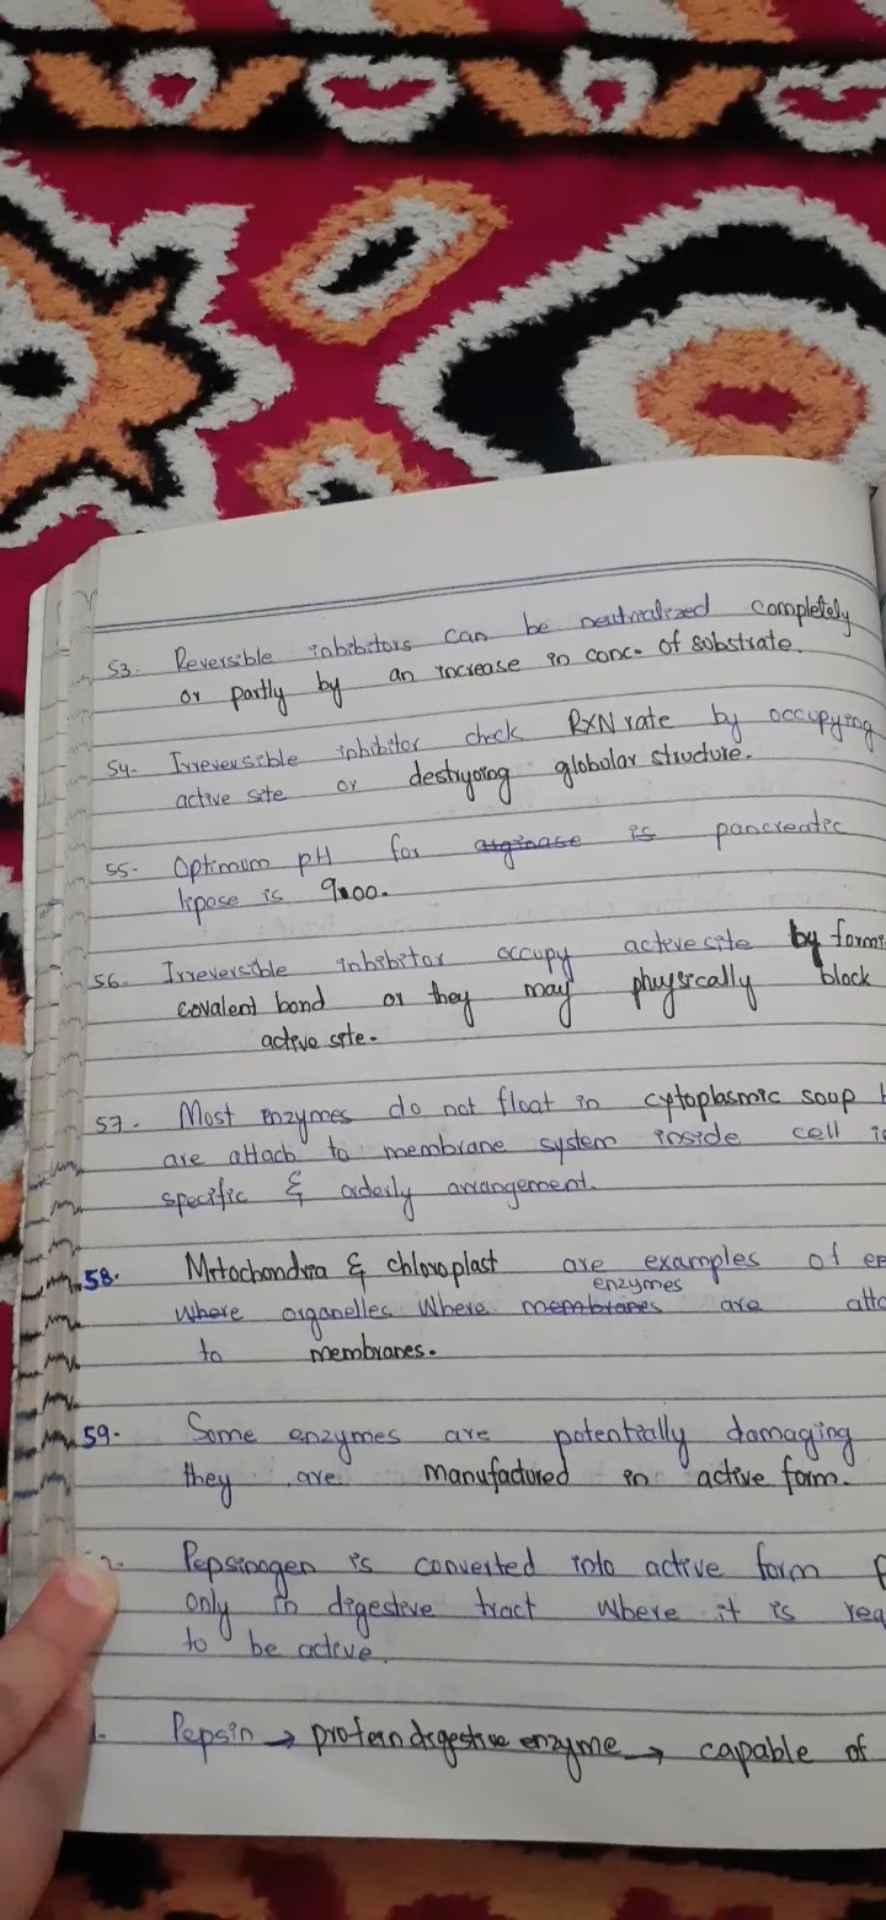 53. Reversible inhibitors can be neutralized completely
or partly by an increase in conc. of substrate.
54- Irreversible inhibitor check RXN rate by occupying
active site or destryoing globular structure.
55- Optimum pH for arginase is pancreatic
lipase is 9.00.
56- Irreversible inhibitor occupy active site by formi
covalent bond or they may physically block
active site.
57- Most enzymes do not float in cytoplasmic soup
are attach to membrane system inside cell
specific & orderly arrangement.
58. Mitochondria & chloroplast are examples of
enzymes
where organelles where membranes are atta
to membranes.
59- Some enzymes are potentially damaging
they are manufactured in active form.
Pepsinogen is converted into active form
only in digestive tract where it is req
to be active.
Pepsin → protein digestive enzyme → capable of